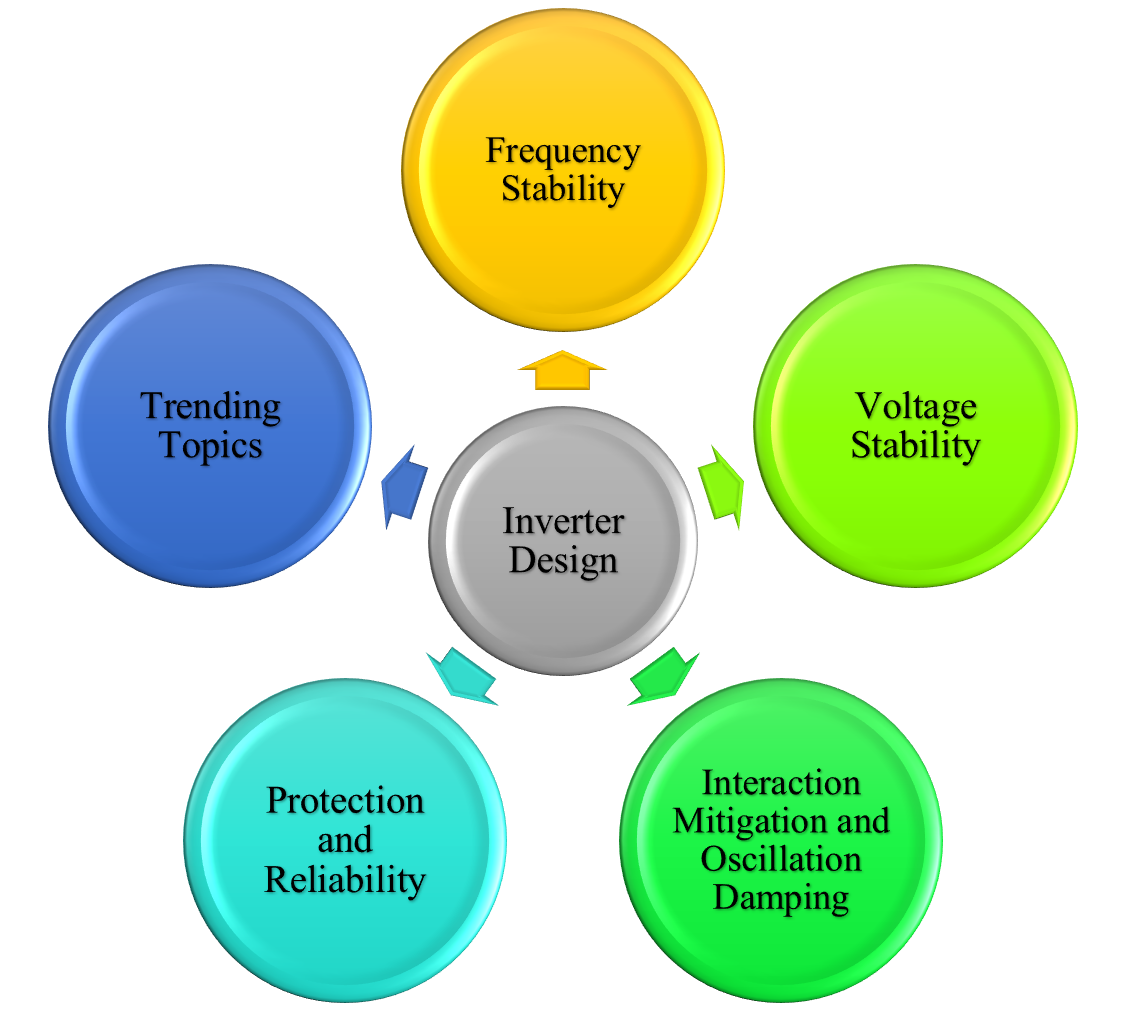 Frequency
Stability
Trending
Topics
Voltage
Stability
Inverter
Design
Protection
and
Reliability
Interaction
Mitigation and
Oscillation
Damping